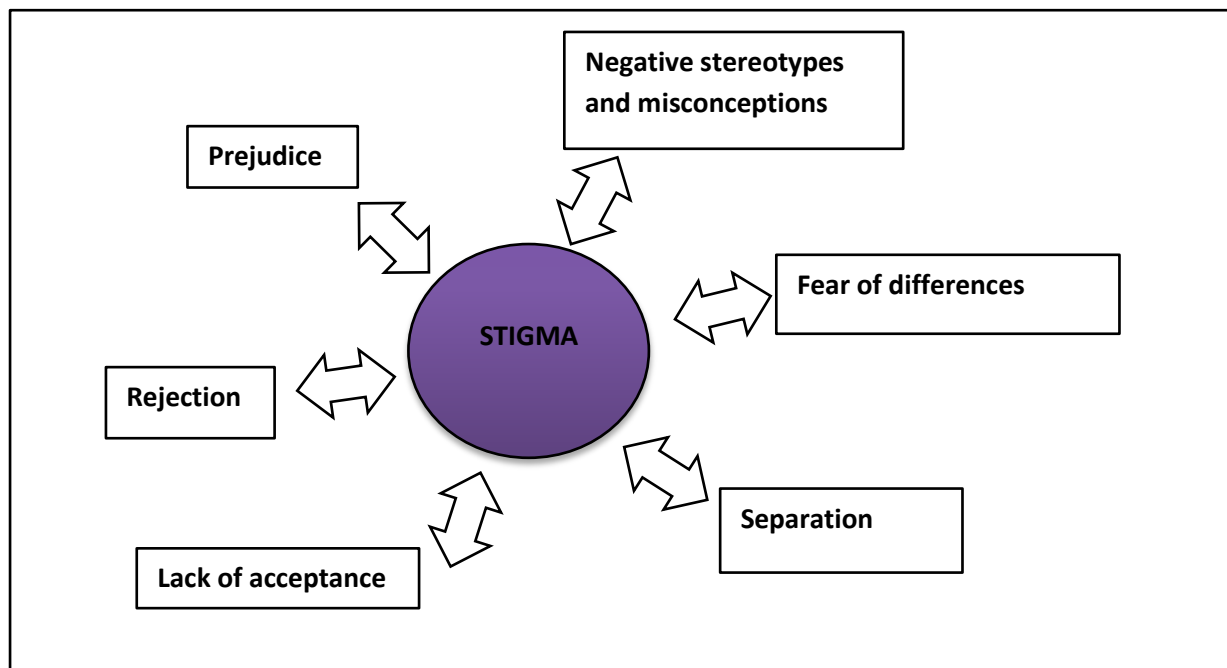 Negative stereotypes
and misconceptions
Prejudice
Fear of differences
STIGMA
Rejection
Separation
Lack of acceptance